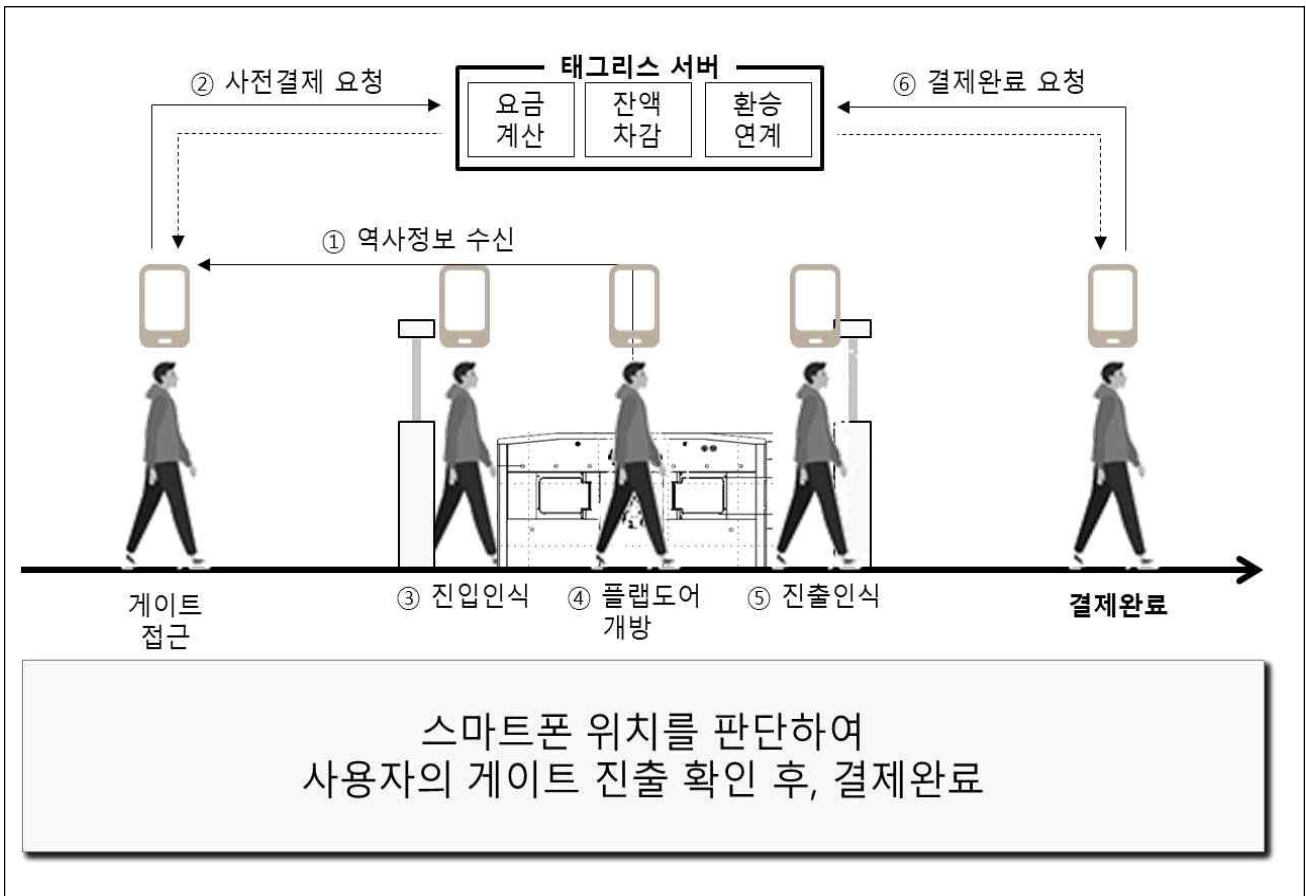 태그리스 서버
② 사전결제 요청
⑥ 결제완료 요청
요금
계산
잔액
차감
환승
연계
① 역사정보 수신
③ 진입인식
④ 플랩도어
개방
⑤ 진출인식
게이트
접근
결제완료
스마트폰 위치를 판단하여
사용자의 게이트 진출 확인 후, 결제완료